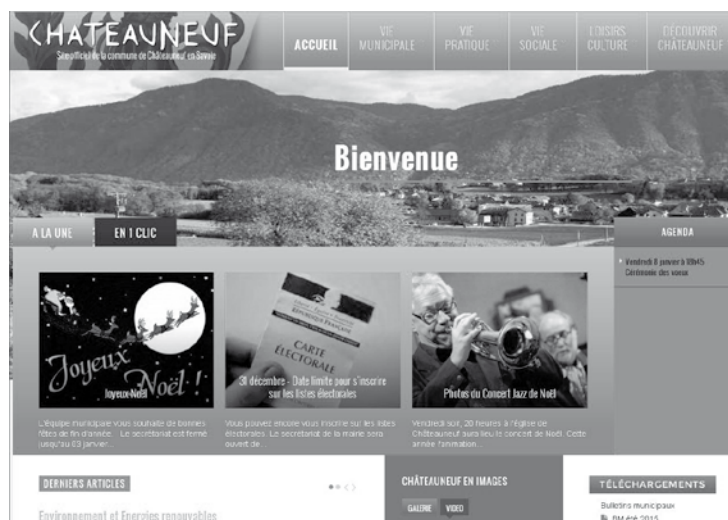 CHATEAUNEUF
Site officiel de la commune de Châteauneuf en Savoie
ACCUEIL
VIE
MUNICIPALE
VIE
PRATIQUE
VIE
SOCIALE
LOISIRS
CULTURE
DÉCOUVRIR
CHÂTEAUNEUF
Bienvenue
A LA UNE
EN 1 CLIC
AGENDA
Vendredi 8 janvier à 18h45
Cérémonie des voeux
Joyeux
Noël !
Joyeux Noël
RÉPUBLIQUE FRANÇAISE
CARTE
ÉLECTORALE
31 décembre - Date limite pour s'inscrire
sur les listes électorales
Photos du Concert Jazz de Noël
L'équipe municipale vous souhaite de bonnes
fêtes de fin d'année. Le secrétariat est fermé
jusqu'au 03 janvier...
Vous pouvez encore vous inscrire sur les listes
électorales. Le secrétariat de la mairie sera
ouvert de...
Vendredi soir, 20 heures à l'église de
Châteauneuf aura lieu le concert de Noël. Cette
année l'animation...
DERNIERS ARTICLES
CHÂTEAUNEUF EN IMAGES
GALERIE
VIDEO
TÉLÉCHARGEMENTS
Bulletins municipaux
BM été 2015
Environnement et Energies renouvables